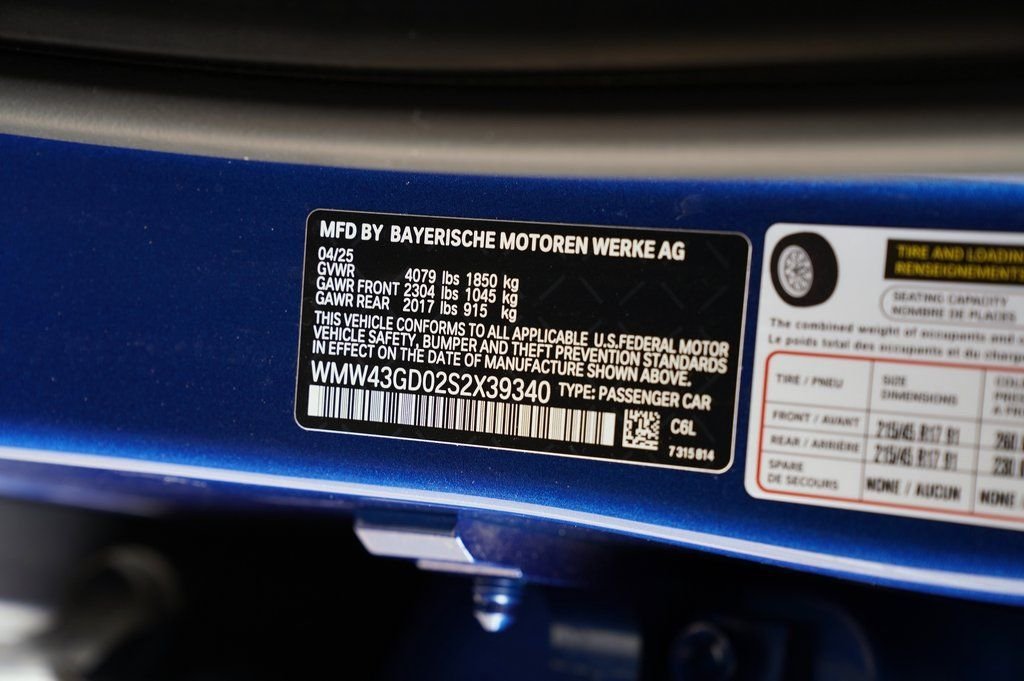 MFD BY BAYERISCHE MOTOREN WERKE AG
04/25
GVWR 4079 lbs 1850 kg
GAWR FRONT 2304 lbs 1045 kg
GAWR REAR 2017 lbs 915 kg
THIS VEHICLE CONFORMS TO ALL APPLICABLE U.S.FEDERAL MOTOR
VEHICLE SAFETY, BUMPER AND THEFT PREVENTION STANDARDS
IN EFFECT ON THE DATE OF MANUFACTURE SHOWN ABOVE.
WMW43GD02S2X39340 TYPE: PASSENGER CAR
C6L
7315814
TIRE AND LOADIN
RENSEIGNEMENTS
SEATING CAPACITY
NOMBRE DE PLACES
The combined weight of occupants and
Le poids total des occupants et du charge
TIRE / PNEU SIZE
DIMENSIONS
FRONT / AVANT 215/45 R17 91 260
REAR / ARRIÈRE 215/45 R17 91 230
SPARE
DE SECOURS NONE / AUCUN NONE /